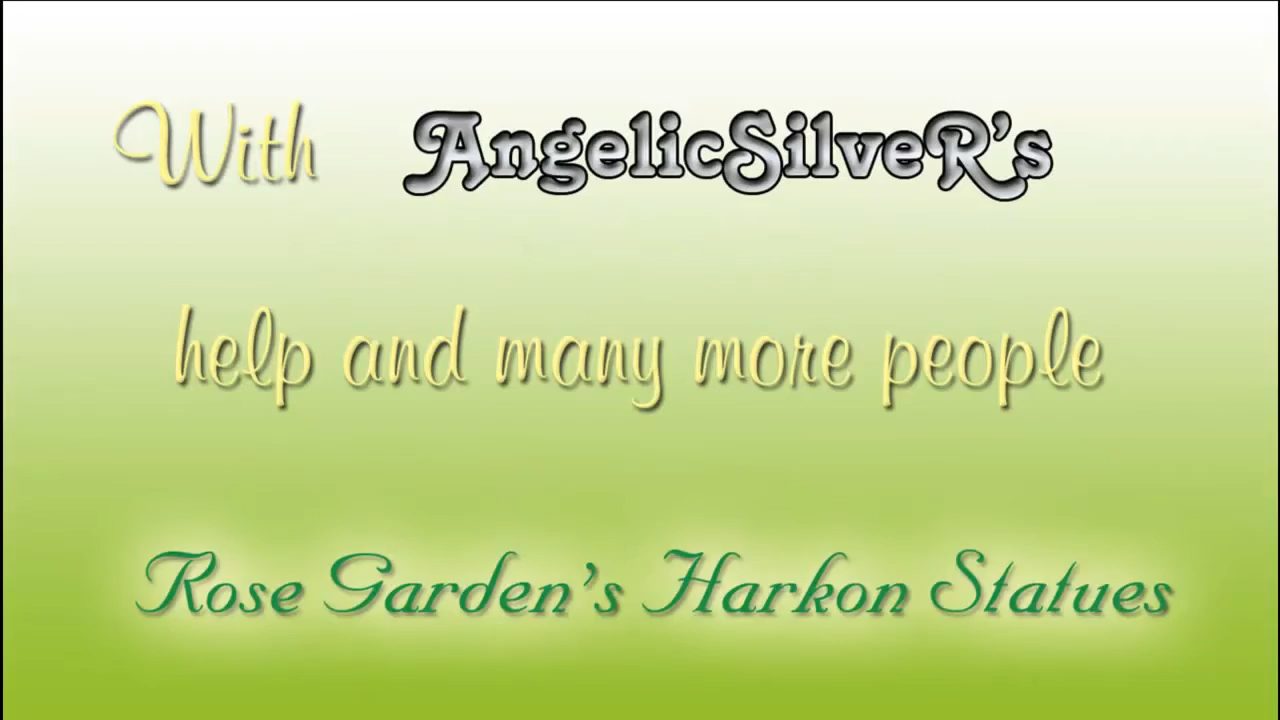 With AngelicSilveR's
help and many more people
Rose Garden's Harkon Statues